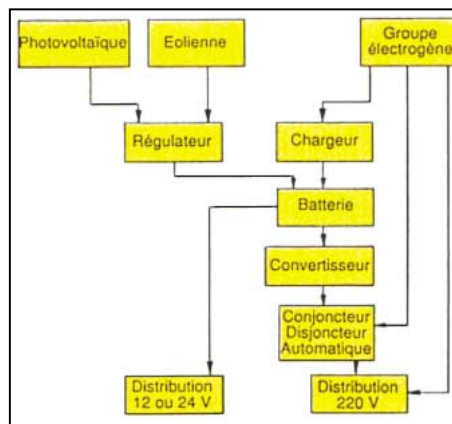 Photovoltaïque
Eolienne
Groupe
électrogène
Régulateur
Chargeur
Batterie
Convertisseur
Conjoncteur
Disjoncteur
Automatique
Distribution
12 ou 24 V
Distribution
220 V